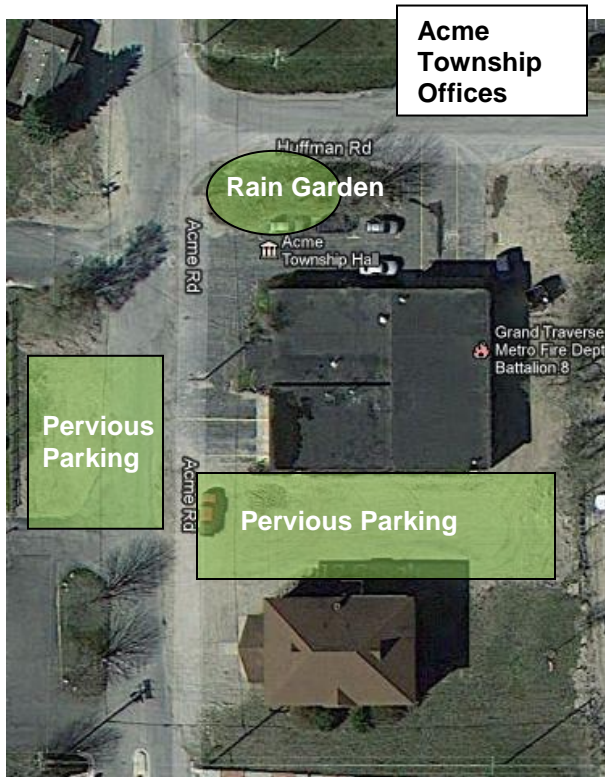 Acme
Township
Offices
Huffman Rd
Rain Garden
Acme Rd
Acme
Township Hall
Grand Traverse
Metro Fire Dept
Battalion 8
Pervious
Parking
Acme Rd
Pervious Parking